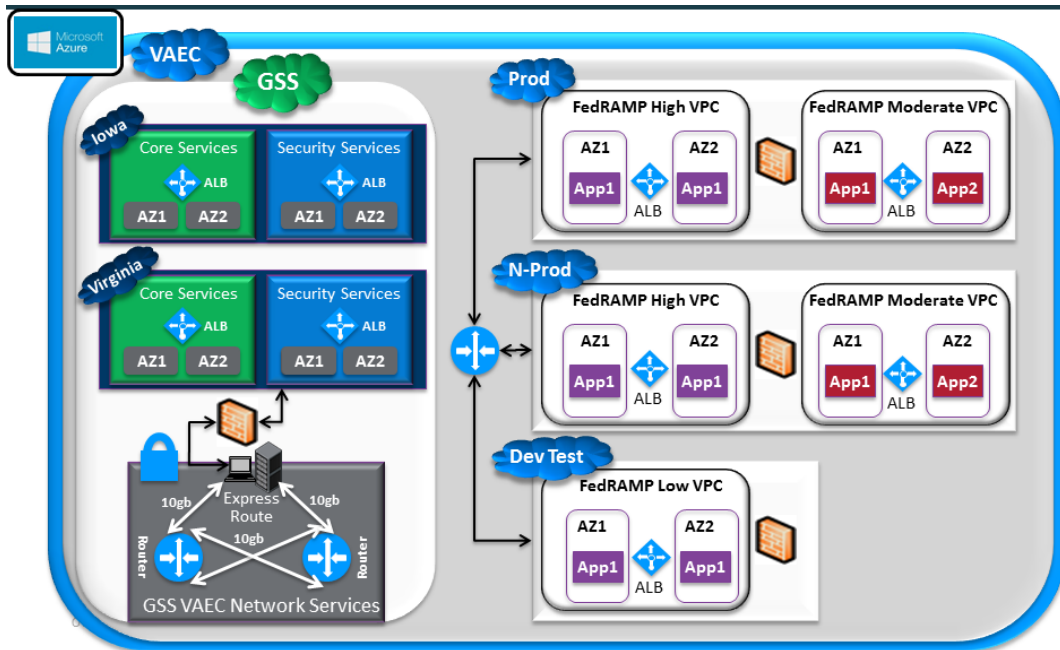 Microsoft
Azure
VAEC
GSS
Iowa
Core Services
ALB
AZ1
AZ2
Security Services
ALB
AZ1
AZ2
Virginia
Core Services
ALB
AZ1
AZ2
Security Services
ALB
AZ1
AZ2
Express
Route
10gb
10gb
10gb
Router
Router
GSS VAEC Network Services
Prod
FedRAMP High VPC
AZ1
AZ2
App1
App1
ALB
FedRAMP Moderate VPC
AZ1
AZ2
App1
App2
ALB
N-Prod
FedRAMP High VPC
AZ1
AZ2
App1
App1
ALB
FedRAMP Moderate VPC
AZ1
AZ2
App1
App2
ALB
Dev Test
FedRAMP Low VPC
AZ1
AZ2
App1
App1
ALB